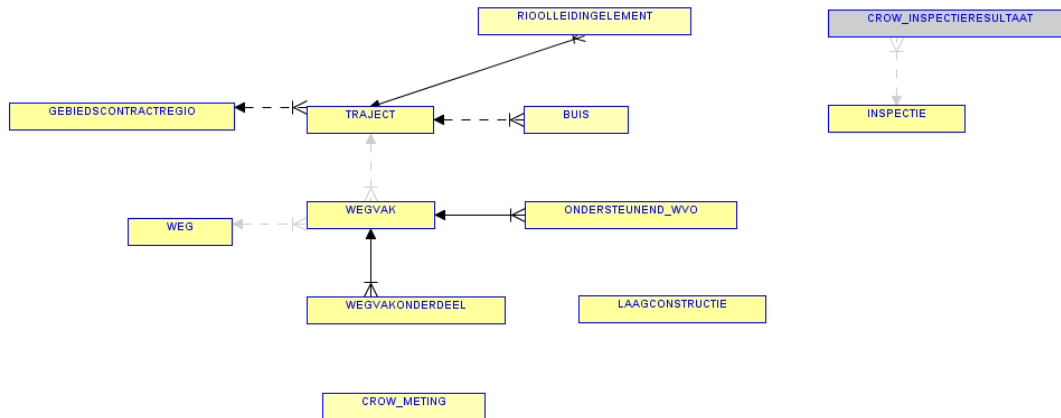 RIOOLLEIDINGELEMENT
CROW_INSPECTIERESULTAAT
GEBIEDSCONTRACTREGIO
TRAJECT
BUIS
INSPECTIE
WEG
WEGVAK
ONDERSTEUNEND_WVO
WEGVAKONDERDEEL
LAAGCONSTRUCTIE
CROW_METING